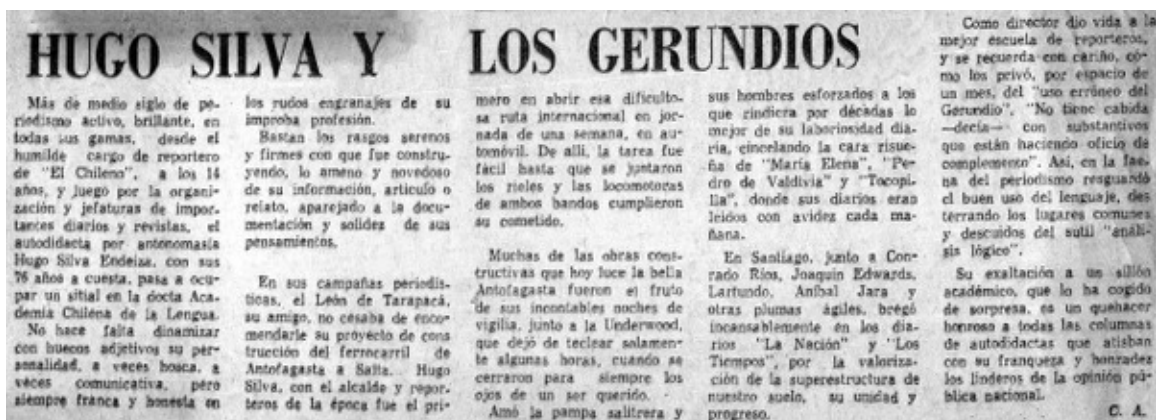 HUGO SILVA Y LOS GERUNDIOS
Más de medio siglo de pe-
riodismo activo, brillante, en
todas sus gamas, desde el
humilde cargo de reportero
de "El Chileno", a los 14
años, y luego por la organi-
zación y jefaturas de impor-
tantes diarios y revistas, el
autodidacta por antonomasia
Hugo Silva Endeiza, con sus
76 años a cuesta, pasa a ocu-
par un sitial en la docta Aca-
demia Chilena de la Lengua.
No hace falta dinamizar
con huecos adjetivos su per-
sonalidad, a veces hosca, a
veces comunicativa, pero
siempre franca y honesta en
los rudos engranajes de su
improba profesión.
Bastan los rasgos serenos
y firmes con que fue constru-
yendo, lo ameno y novedoso
de su información, artículo o
relato, aparejado a la docu-
mentación y solidez de sus
pensamientos.
En sus campañas periodís-
ticas, el León de Tarapacá,
su amigo, no cesaba de enco-
mendarle su proyecto de cons
trucción del ferrocarril de
Antofagasta a Salta. Hugo
Silva, con el alcalde y repor-
teros de la época fue el pri-
mero en abrir esa dificulto-
sa ruta internacional en jor-
nada de una semana, en au-
tomóvil. De allí, la tarea fue
fácil hasta que se juntaron
los rieles y las locomotoras
de ambos bandos cumplieron
su cometido.
Muchas de las obras cons-
tructivas que hoy luce la bella
Antofagasta fueron el fruto
de sus incontables noches de
vigilia, junto a la Underwood,
que dejó de teclear solamen-
te algunas horas, cuando se
cerraron para siempre los
ojos de un ser querido.
Amó la pampa salitrera y
sus hombres esforzados a los
que rindiera por décadas lo
mejor de su laboriosidad dia-
ria, cincelando la cara risue-
ña de "María Elena", "Pe-
dro de Valdivia" y "Tocopi-
lla", donde sus diarios eran
leídos con avidez cada ma-
ñana.
En Santiago, junto a Con-
rado Ríos, Joaquín Edwards,
Larfundo, Aníbal Jara y
otras plumas ágiles, bregó
incansablemente en los dia-
rios "La Nación" y "Los
Tiempos", por la valoriza-
ción de la superestructura de
nuestro suelo, su unidad y
progreso.
Como director dio vida a la
mejor escuela de reporteros,
y se recuerda con cariño, có-
mo los privó, por espacio de
un mes, del "uso erróneo del
Gerundio". "No tiene cabida
—decía— con substantivos
que están haciendo oficio de
complemento". Así, en la fae-
na del periodismo resguardó
el buen uso del lenguaje, des
terrando los lugares comunes
y descuidos del sutil "análi-
sis lógico".
Su exaltación a un sillón
académico, que lo ha cogido
de sorpresa, es un quehacer
honroso a todas las columnas
de autodidactas que atisban
con su franqueza y honradez
los linderos de la opinión pú-
blica nacional.
C. A.